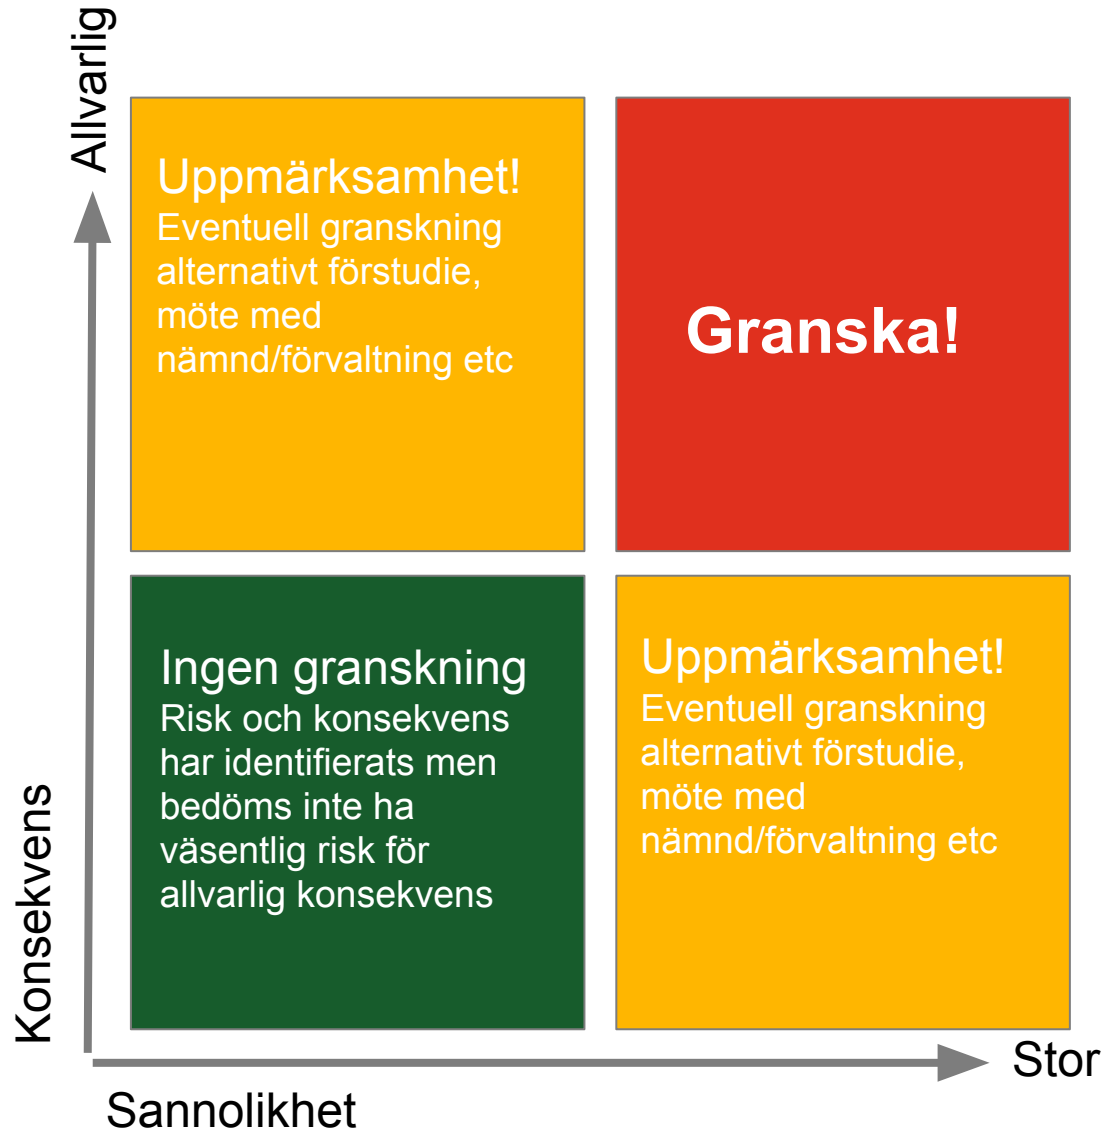 Allvarlig
Uppmärksamhet!
Eventuell granskning
alternativt förstudie,
möte med
nämnd/förvaltning etc
Granska!
Ingen granskning
Risk och konsekvens
har identifierats men
bedöms inte ha
väsentlig risk för
allvarlig konsekvens
Uppmärksamhet!
Eventuell granskning
alternativt förstudie,
möte med
nämnd/förvaltning etc
Konsekvens
Stor
Sannolikhet